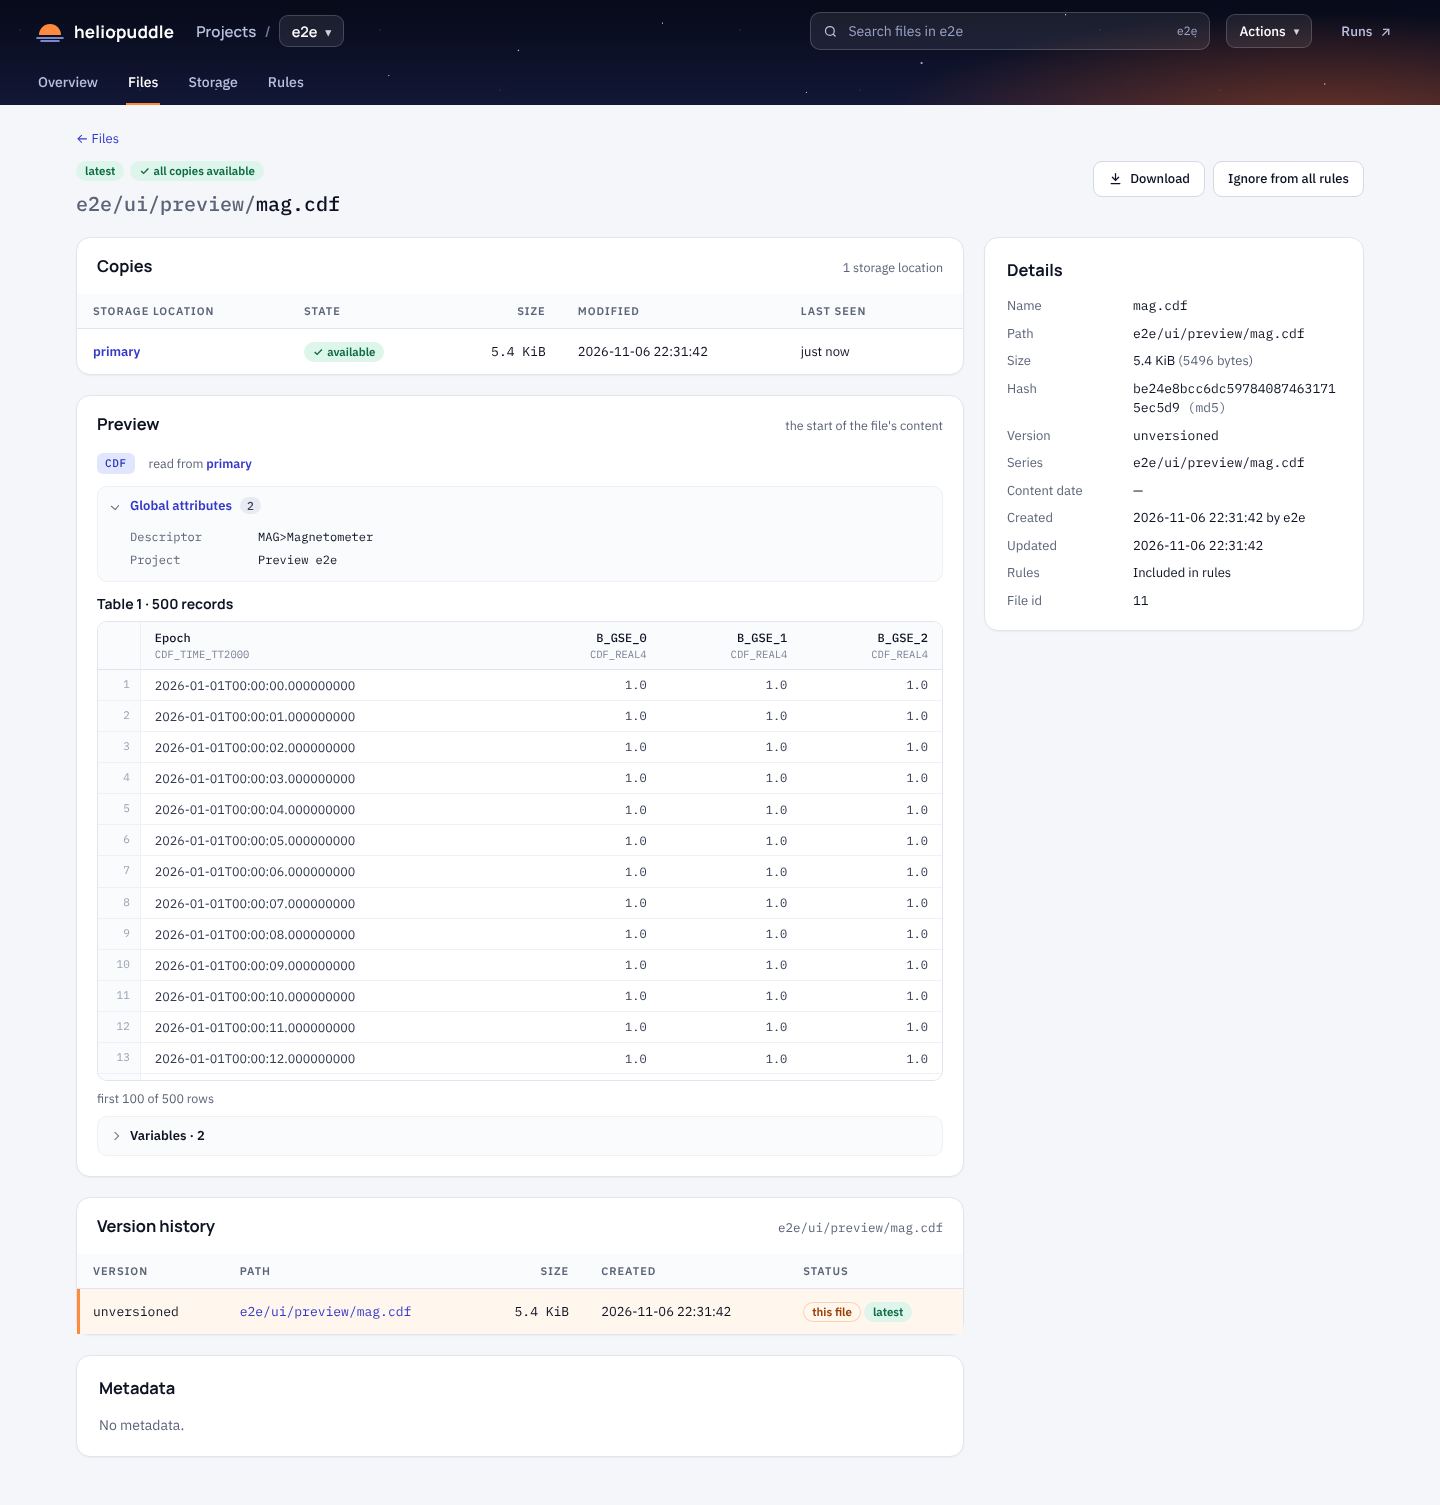 heliopuddle Projects / e2e ▾ Search files in e2e e2e Actions ▾ Runs ↗
Overview Files Storage Rules
← Files
latest ✓ all copies available
Download Ignore from all rules
e2e/ui/preview/mag.cdf
Copies 1 storage location
STORAGE LOCATION STATE SIZE MODIFIED LAST SEEN
primary ✓ available 5.4 KiB 2026-11-06 22:31:42 just now
Preview the start of the file's content
CDF read from primary
Global attributes 2
Descriptor MAG>Magnetometer
Project Preview e2e
Table 1 · 500 records
Epoch B_GSE_0 B_GSE_1 B_GSE_2
CDF_TIME_TT2000 CDF_REAL4 CDF_REAL4 CDF_REAL4
1 2026-01-01T00:00:00.000000000 1.0 1.0 1.0
2 2026-01-01T00:00:01.000000000 1.0 1.0 1.0
3 2026-01-01T00:00:02.000000000 1.0 1.0 1.0
4 2026-01-01T00:00:03.000000000 1.0 1.0 1.0
5 2026-01-01T00:00:04.000000000 1.0 1.0 1.0
6 2026-01-01T00:00:05.000000000 1.0 1.0 1.0
7 2026-01-01T00:00:06.000000000 1.0 1.0 1.0
8 2026-01-01T00:00:07.000000000 1.0 1.0 1.0
9 2026-01-01T00:00:08.000000000 1.0 1.0 1.0
10 2026-01-01T00:00:09.000000000 1.0 1.0 1.0
11 2026-01-01T00:00:10.000000000 1.0 1.0 1.0
12 2026-01-01T00:00:11.000000000 1.0 1.0 1.0
13 2026-01-01T00:00:12.000000000 1.0 1.0 1.0
first 100 of 500 rows
Variables · 2
Version history e2e/ui/preview/mag.cdf
VERSION PATH SIZE CREATED STATUS
unversioned e2e/ui/preview/mag.cdf 5.4 KiB 2026-11-06 22:31:42 this file latest
Metadata
No metadata.
Details
Name mag.cdf
Path e2e/ui/preview/mag.cdf
Size 5.4 KiB (5496 bytes)
Hash be24e8bcc6dc59784087463171
5ec5d9 (md5)
Version unversioned
Series e2e/ui/preview/mag.cdf
Content date —
Created 2026-11-06 22:31:42 by e2e
Updated 2026-11-06 22:31:42
Rules Included in rules
File id 11